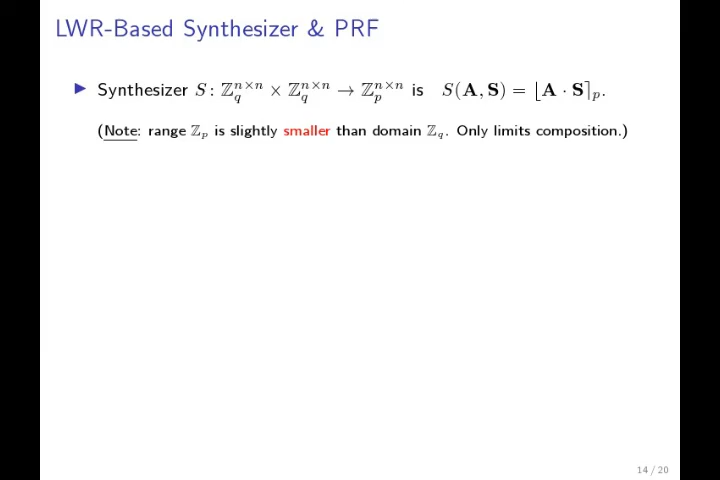 LWR-Based Synthesizer & PRF
▶ Synthesizer S: ℤ_q^{n×n} × ℤ_q^{n×n} → ℤ_p^{n×n} is S(A, S) = ⌊A · S⌉_p.
(Note: range ℤ_p is slightly smaller than domain ℤ_q. Only limits composition.)
14 / 20